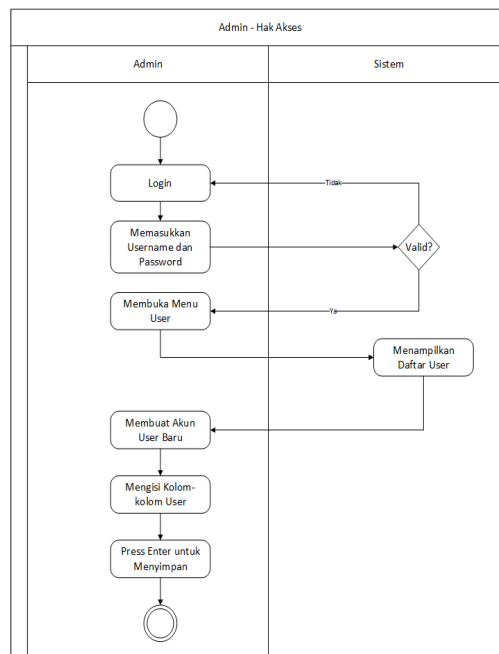 Admin - Hak Akses
Admin
Sistem
Login
Tidak
Memasukkan
Username dan
Password
Valid?
Membuka Menu
User
Ya
Menampilkan
Daftar User
Membuat Akun
User Baru
Mengisi Kolom-
kolom User
Press Enter untuk
Menyimpan